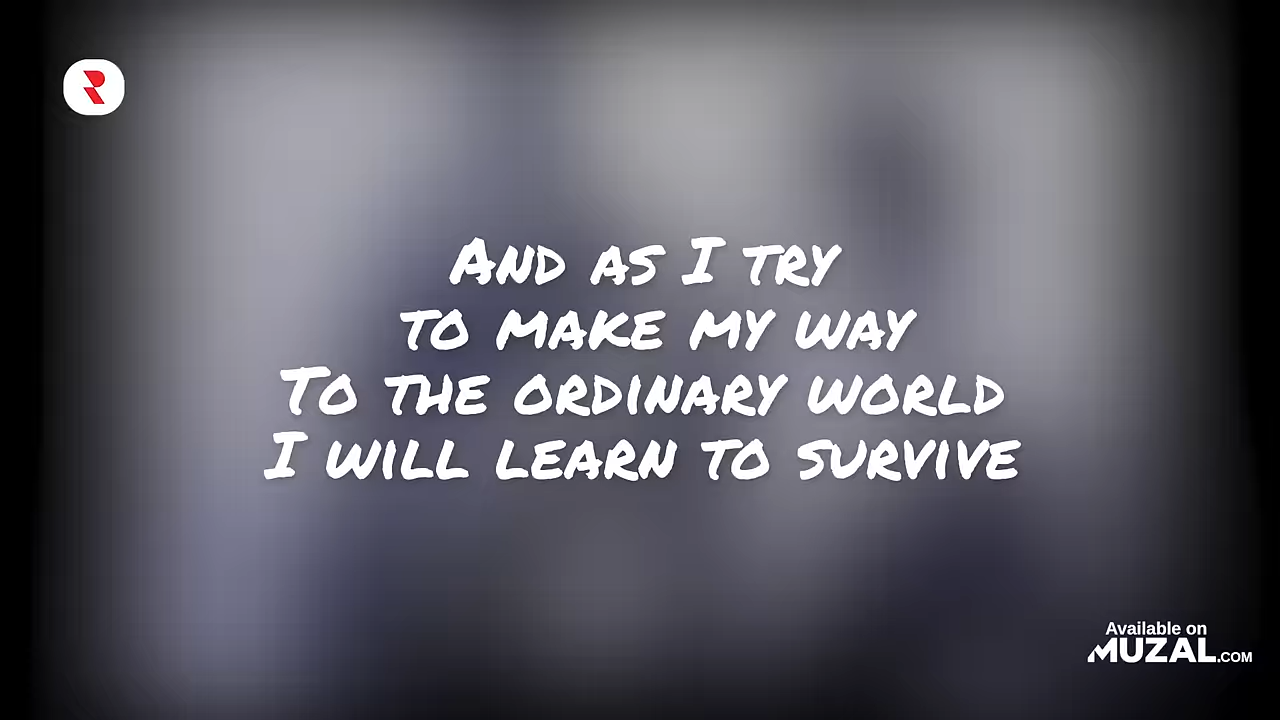 And as I try
to make my way
To the ordinary world
I will learn to survive
Available on
MUZAL.COM